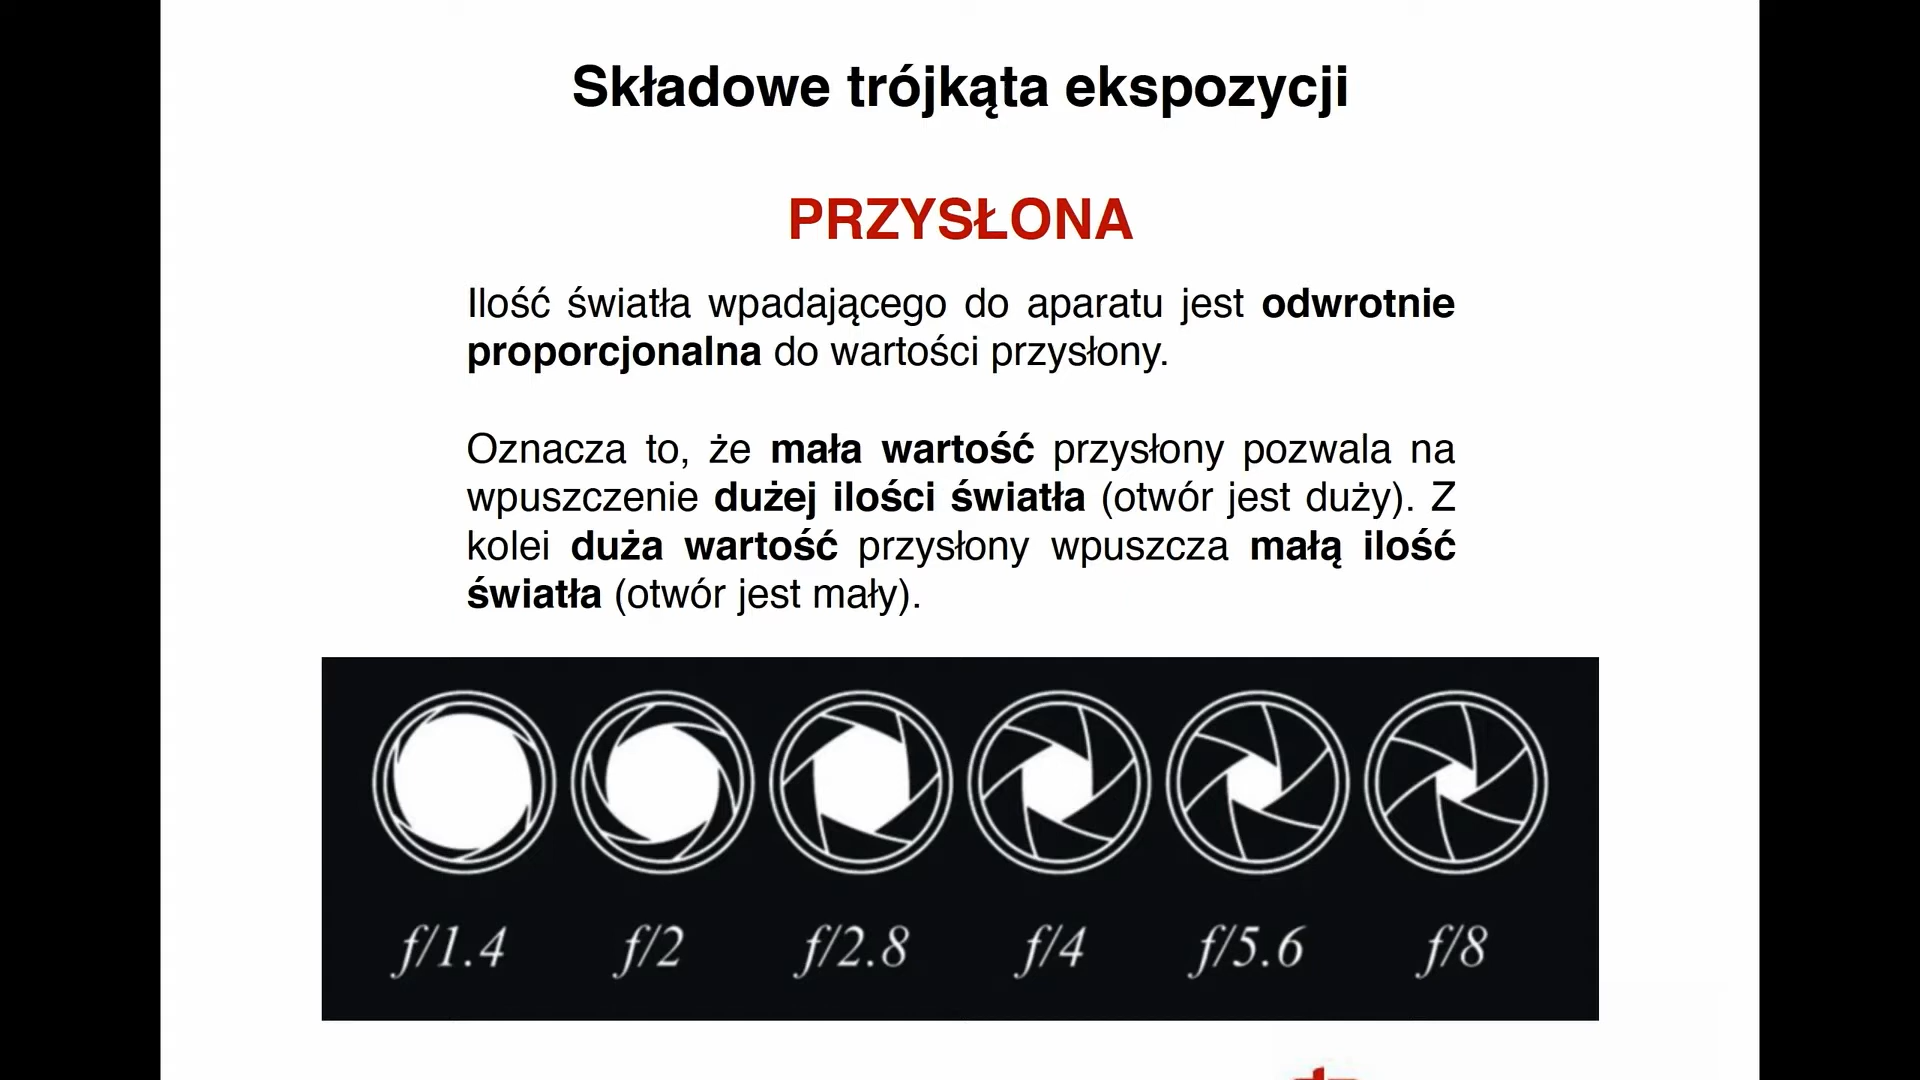 Składowe trójkąta ekspozycji
PRZYSŁONA
Ilość światła wpadającego do aparatu jest odwrotnie
proporcjonalna do wartości przysłony.
Oznacza to, że mała wartość przysłony pozwala na
wpuszczenie dużej ilości światła (otwór jest duży). Z
kolei duża wartość przysłony wpuszcza małą ilość
światła (otwór jest mały).
f/1.4 f/2 f/2.8 f/4 f/5.6 f/8